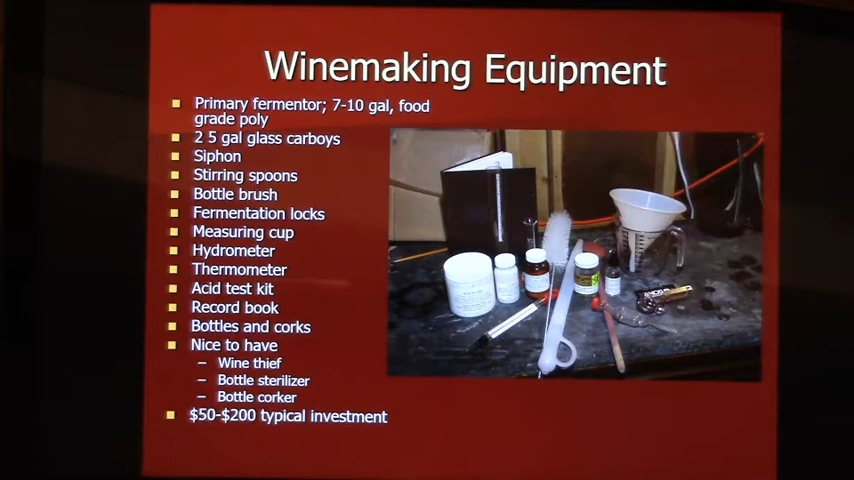 Winemaking Equipment
Primary fermentor; 7-10 gal, food
grade poly
2 5 gal glass carboys
Siphon
Stirring spoons
Bottle brush
Fermentation locks
Measuring cup
Hydrometer
Thermometer
Acid test kit
Record book
Bottles and corks
Nice to have
– Wine thief
– Bottle sterilizer
– Bottle corker
$50-$200 typical investment